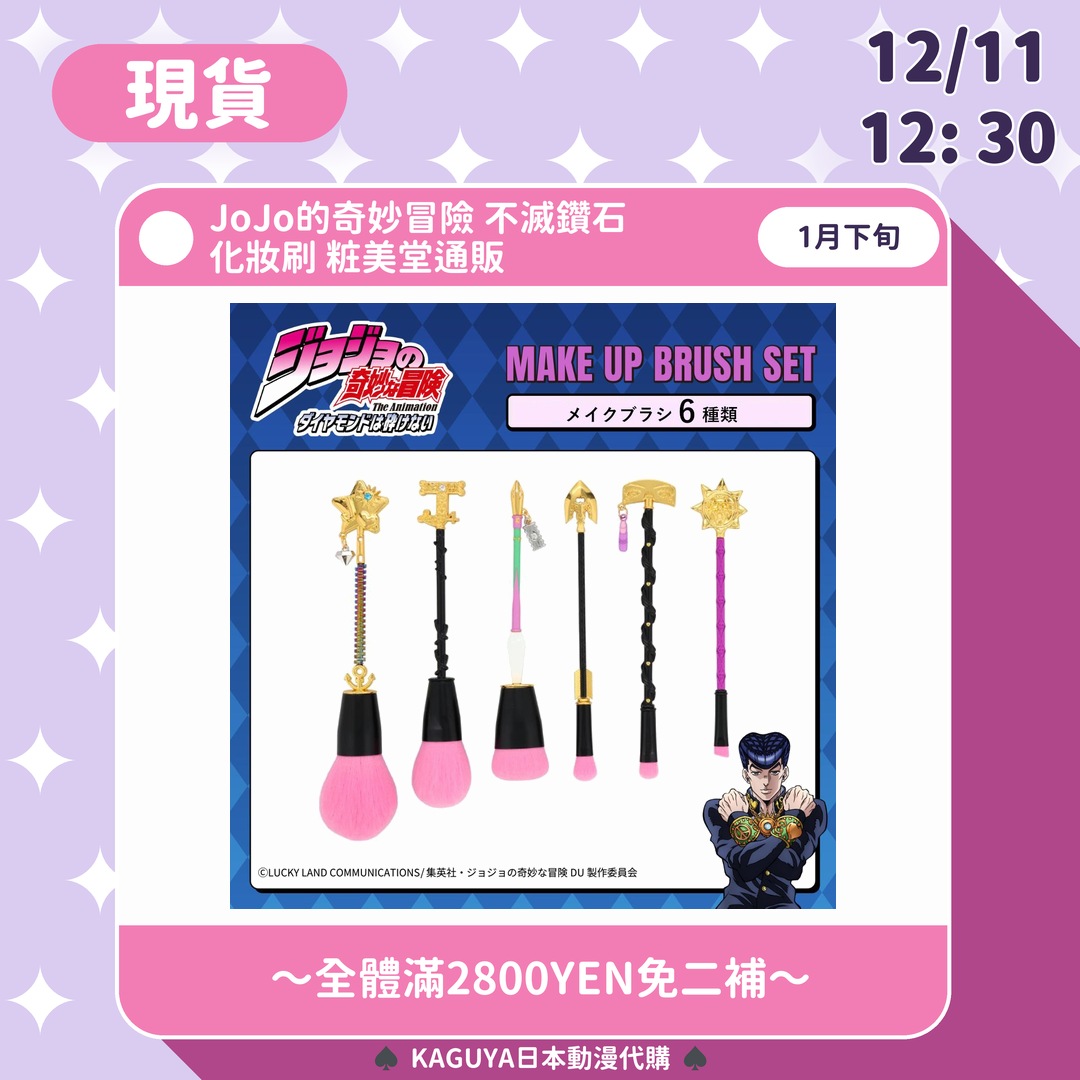 現貨
12/11
12: 30
JoJo的奇妙冒險 不滅鑽石
化妝刷 粧美堂通販
1月下旬
ジョジョの
奇妙な冒険
The Animation
ダイヤモンドは砕けない
MAKE UP BRUSH SET
メイクブラシ 6 種類
©LUCKY LAND COMMUNICATIONS/集英社・ジョジョの奇妙な冒険 DU 製作委員会
～全體滿2800YEN免二補～
♠ KAGUYA日本動漫代購 ♠